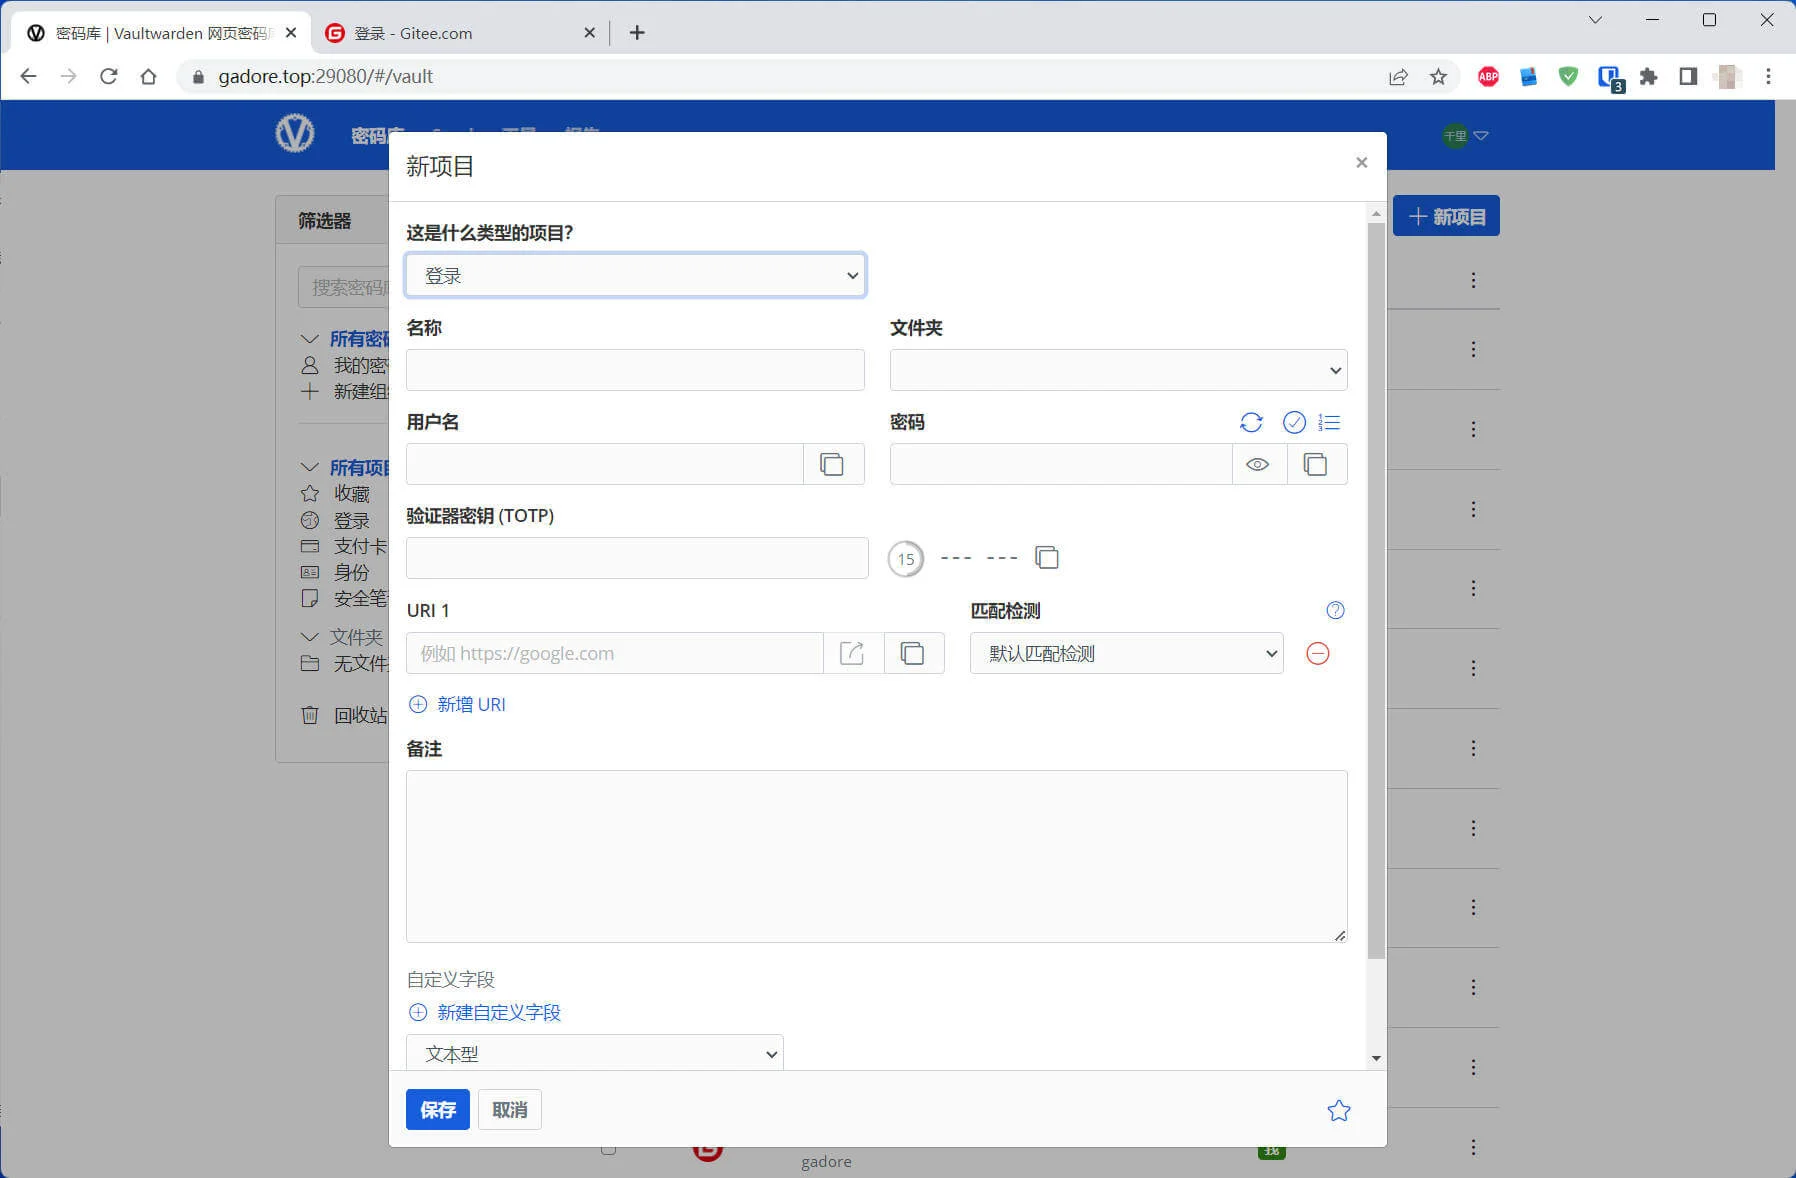 密码库 | Vaultwarden 网页密码
登录 - Gitee.com
gadore.top:29080/#/vault
ABP
3
密码
千里
新项目
筛选器
新项目
这是什么类型的项目?
登录
搜索密码
名称
文件夹
所有密
我的密
新建组
用户名
密码
所有项
收藏
登录
支付卡
身份
安全笔
验证器密钥 (TOTP)
15
--- ---
URI 1
匹配检测
文件夹
例如 https://google.com
默认匹配检测
无文件
新增 URI
回收站
备注
自定义字段
新建自定义字段
文本型
保存
取消
gadore